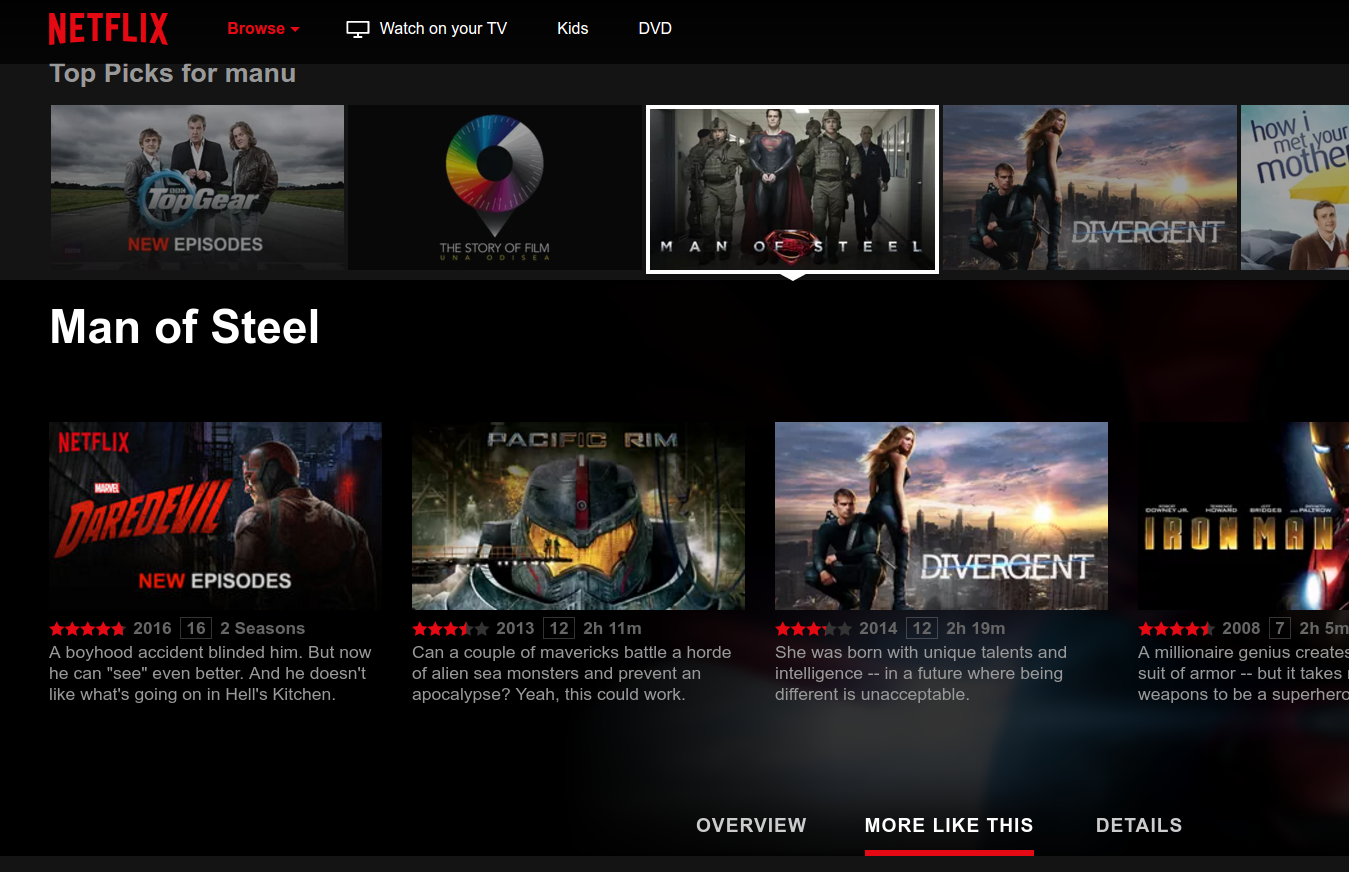 NETFLIX
Browse
Watch on your TV
Kids
DVD
Top Picks for manu
BBC
TopGear
NEW EPISODES
THE STORY OF FILM
UNA ODISEA
MAN OF STEEL
DIVERGENT
how i
met your
mother
Man of Steel
NETFLIX
MARVEL
DAREDEVIL
NEW EPISODES
PACIFIC RIM
DIVERGENT
ROBERT DOWNEY JR. TERRENCE HOWARD JEFF BRIDGES AND GWYNETH PALTROW
IRON MAN
2016 16 2 Seasons
A boyhood accident blinded him. But now
he can "see" even better. And he doesn't
like what's going on in Hell's Kitchen.
2013 12 2h 11m
Can a couple of mavericks battle a horde
of alien sea monsters and prevent an
apocalypse? Yeah, this could work.
2014 12 2h 19m
She was born with unique talents and
intelligence -- in a future where being
different is unacceptable.
2008 7 2h 5m
A millionaire genius creates
suit of armor -- but it takes
weapons to be a superhero
OVERVIEW
MORE LIKE THIS
DETAILS